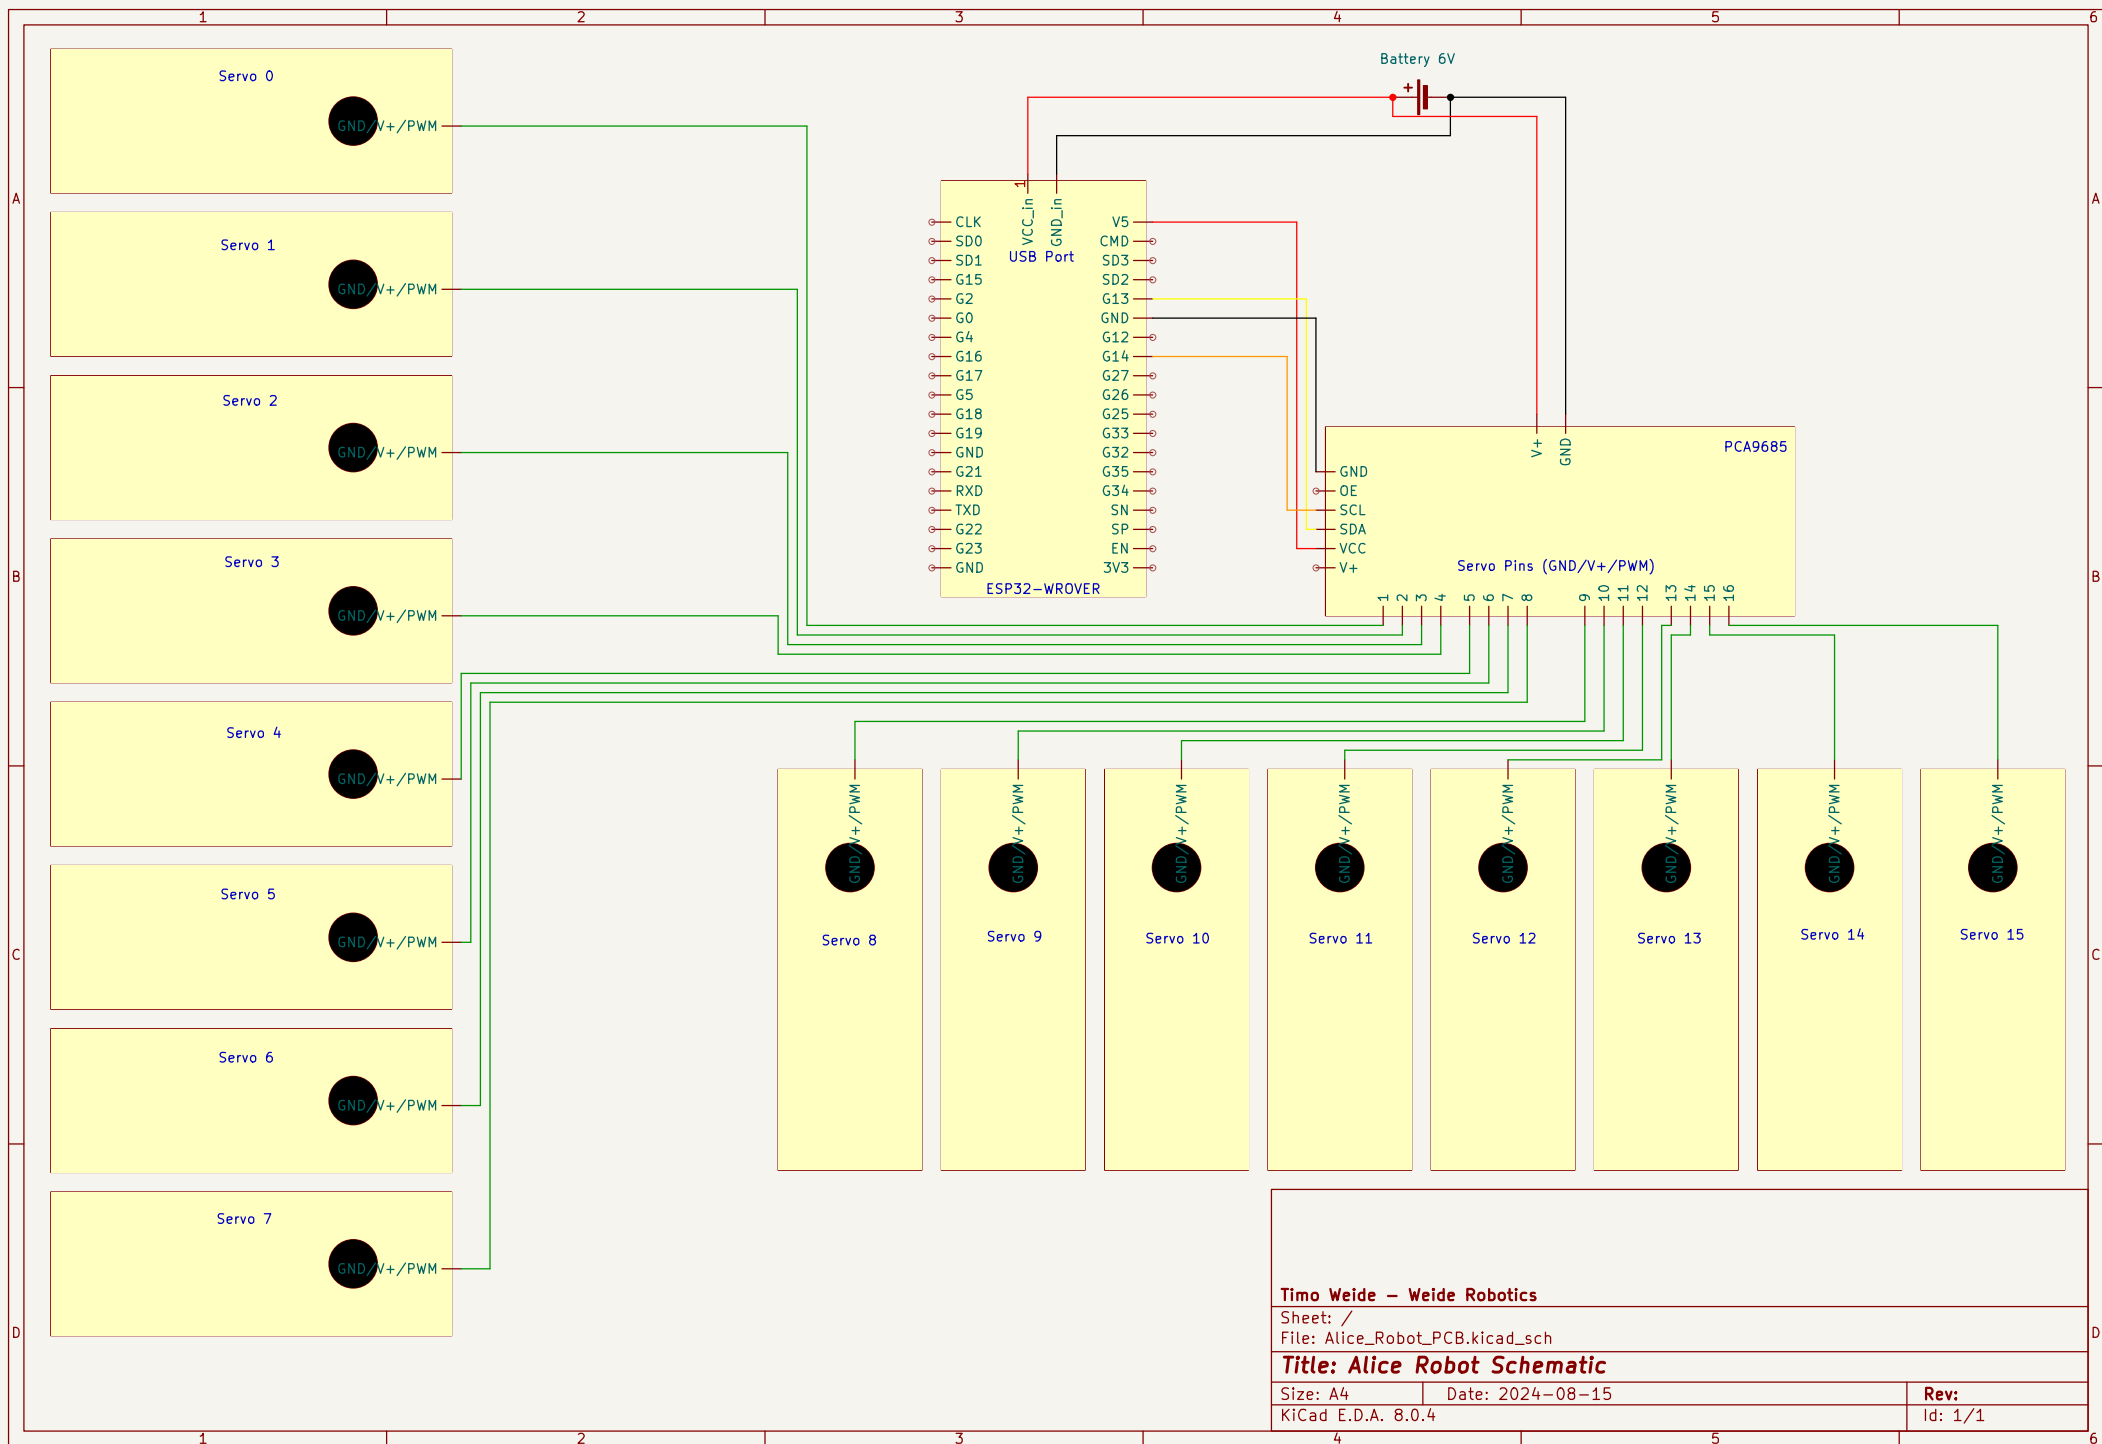 1 2 3 4 5 6
A
B
C
D
Servo 0
GND/V+/PWM
Servo 1
GND/V+/PWM
Servo 2
GND/V+/PWM
Servo 3
GND/V+/PWM
Servo 4
GND/V+/PWM
Servo 5
GND/V+/PWM
Servo 6
GND/V+/PWM
Servo 7
GND/V+/PWM
Battery 6V
+
1
VCC_in
GND_in
USB Port
CLK
SD0
SD1
G15
G2
G0
G4
G16
G17
G5
G18
G19
GND
G21
RXD
TXD
G22
G23
GND
V5
CMD
SD3
SD2
G13
GND
G12
G14
G27
G26
G25
G33
G32
G35
G34
SN
SP
EN
3V3
ESP32-WROVER
V+
GND
PCA9685
GND
OE
SCL
SDA
VCC
V+
Servo Pins (GND/V+/PWM)
1 2 3 4 5 6 7 8 9 10 11 12 13 14 15 16
GND/V+/PWM
Servo 8
GND/V+/PWM
Servo 9
GND/V+/PWM
Servo 10
GND/V+/PWM
Servo 11
GND/V+/PWM
Servo 12
GND/V+/PWM
Servo 13
GND/V+/PWM
Servo 14
GND/V+/PWM
Servo 15
A
B
C
D
Timo Weide - Weide Robotics
Sheet: /
File: Alice_Robot_PCB.kicad_sch
Title: Alice Robot Schematic
Size: A4 Date: 2024-08-15 Rev:
KiCad E.D.A. 8.0.4 Id: 1/1
1 2 3 4 5 6